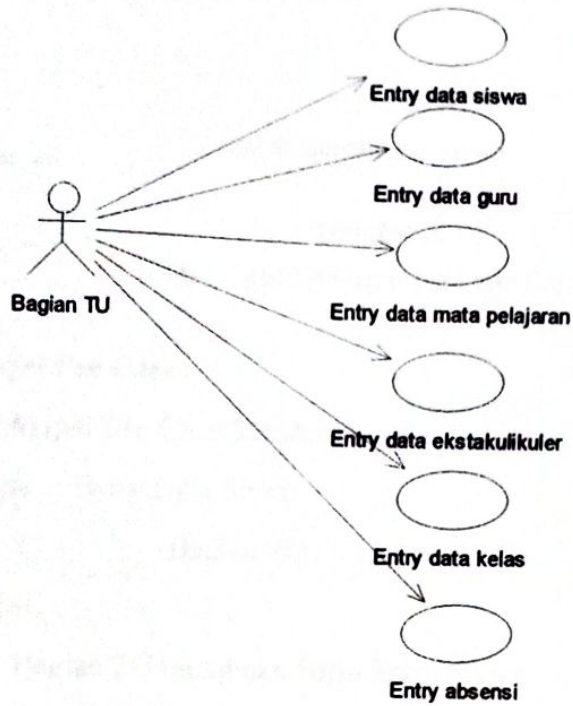 Entry data siswa
Entry data guru
Bagian TU
Entry data mata pelajaran
Entry data ekstakulikuler
Entry data kelas
Entry absensi